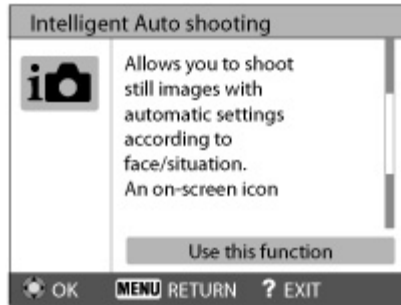 Intelligent Auto shooting
i
Allows you to shoot
still images with
automatic settings
according to
face/situation.
An on-screen icon
Use this function
OK MENU RETURN ? EXIT